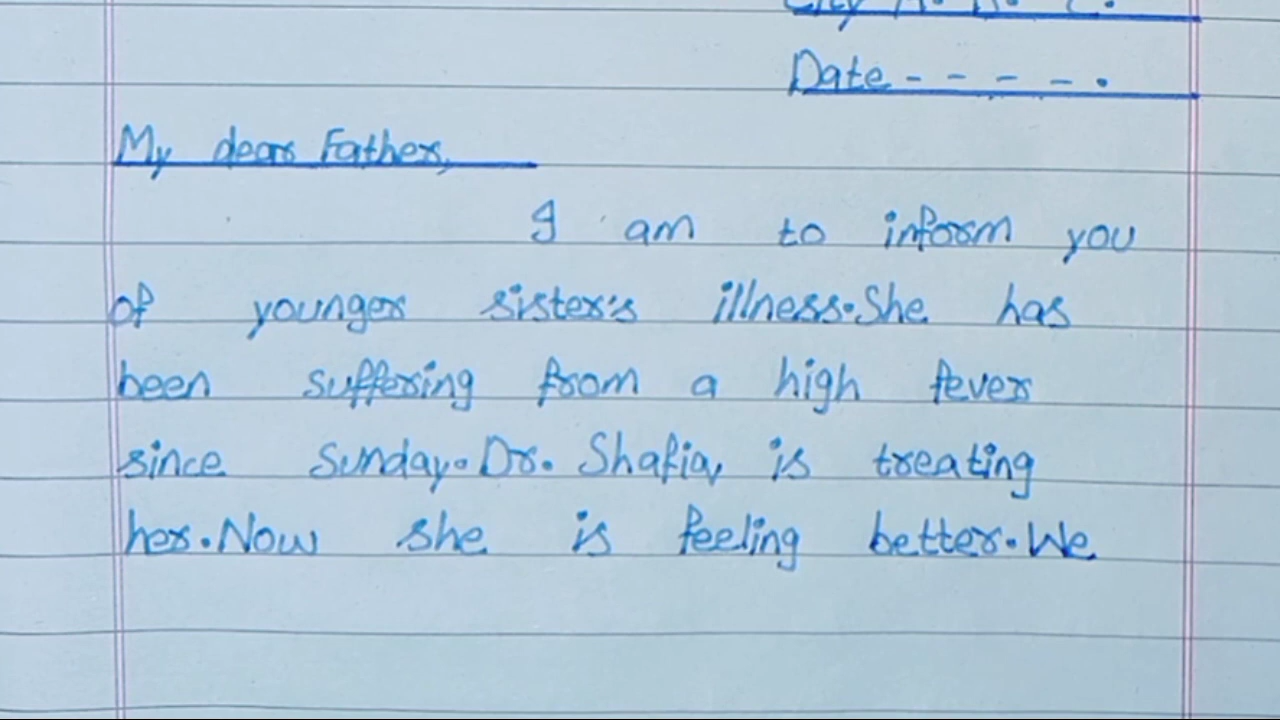 City A. B. C.
Date - - - - - .
My dear Father,
I am to inform you
of younger sister's illness.She has
been suffering from a high fever
since Sunday.Dr. Shafia, is treating
her.Now she is feeling better.We